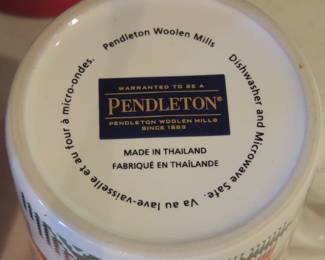 Pendleton Woolen Mills
Dishwasher and Microwave Safe. Va au lave-vaisselle et au four à micro-ondes.
WARRANTED TO BE A
PENDLETON®
PENDLETON WOOLEN MILLS
SINCE 1863
MADE IN THAILAND
FABRIQUÉ EN THAÏLANDE